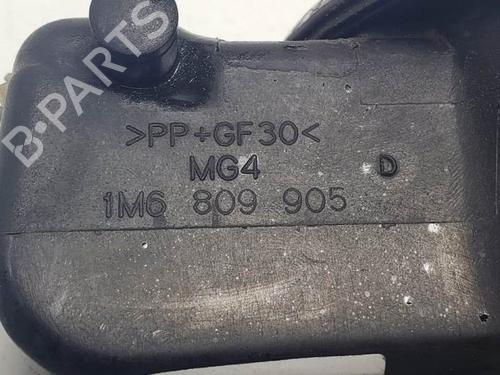 B-PARTS
>PP+GF30<
MG4 D
1M6 809 905